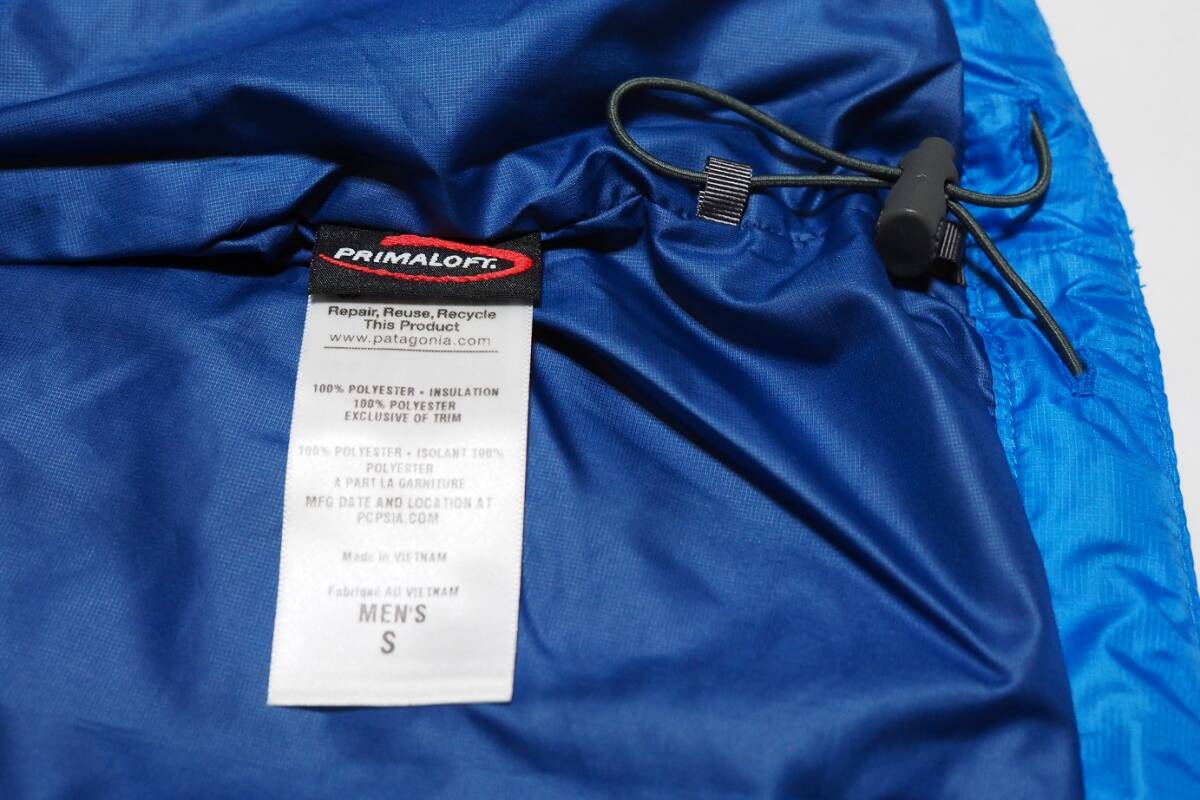 PRIMALOFT.
Repair, Reuse, Recycle
This Product
www.patagonia.com
100% POLYESTER • INSULATION
100% POLYESTER
EXCLUSIVE OF TRIM
100% POLYESTER • ISOLANT 100%
POLYESTER
A PART LA GARNITURE
MFG DATE AND LOCATION AT
PCPSIA.COM
Made in VIETNAM
Fabriqué AU VIETNAM
MEN'S
S